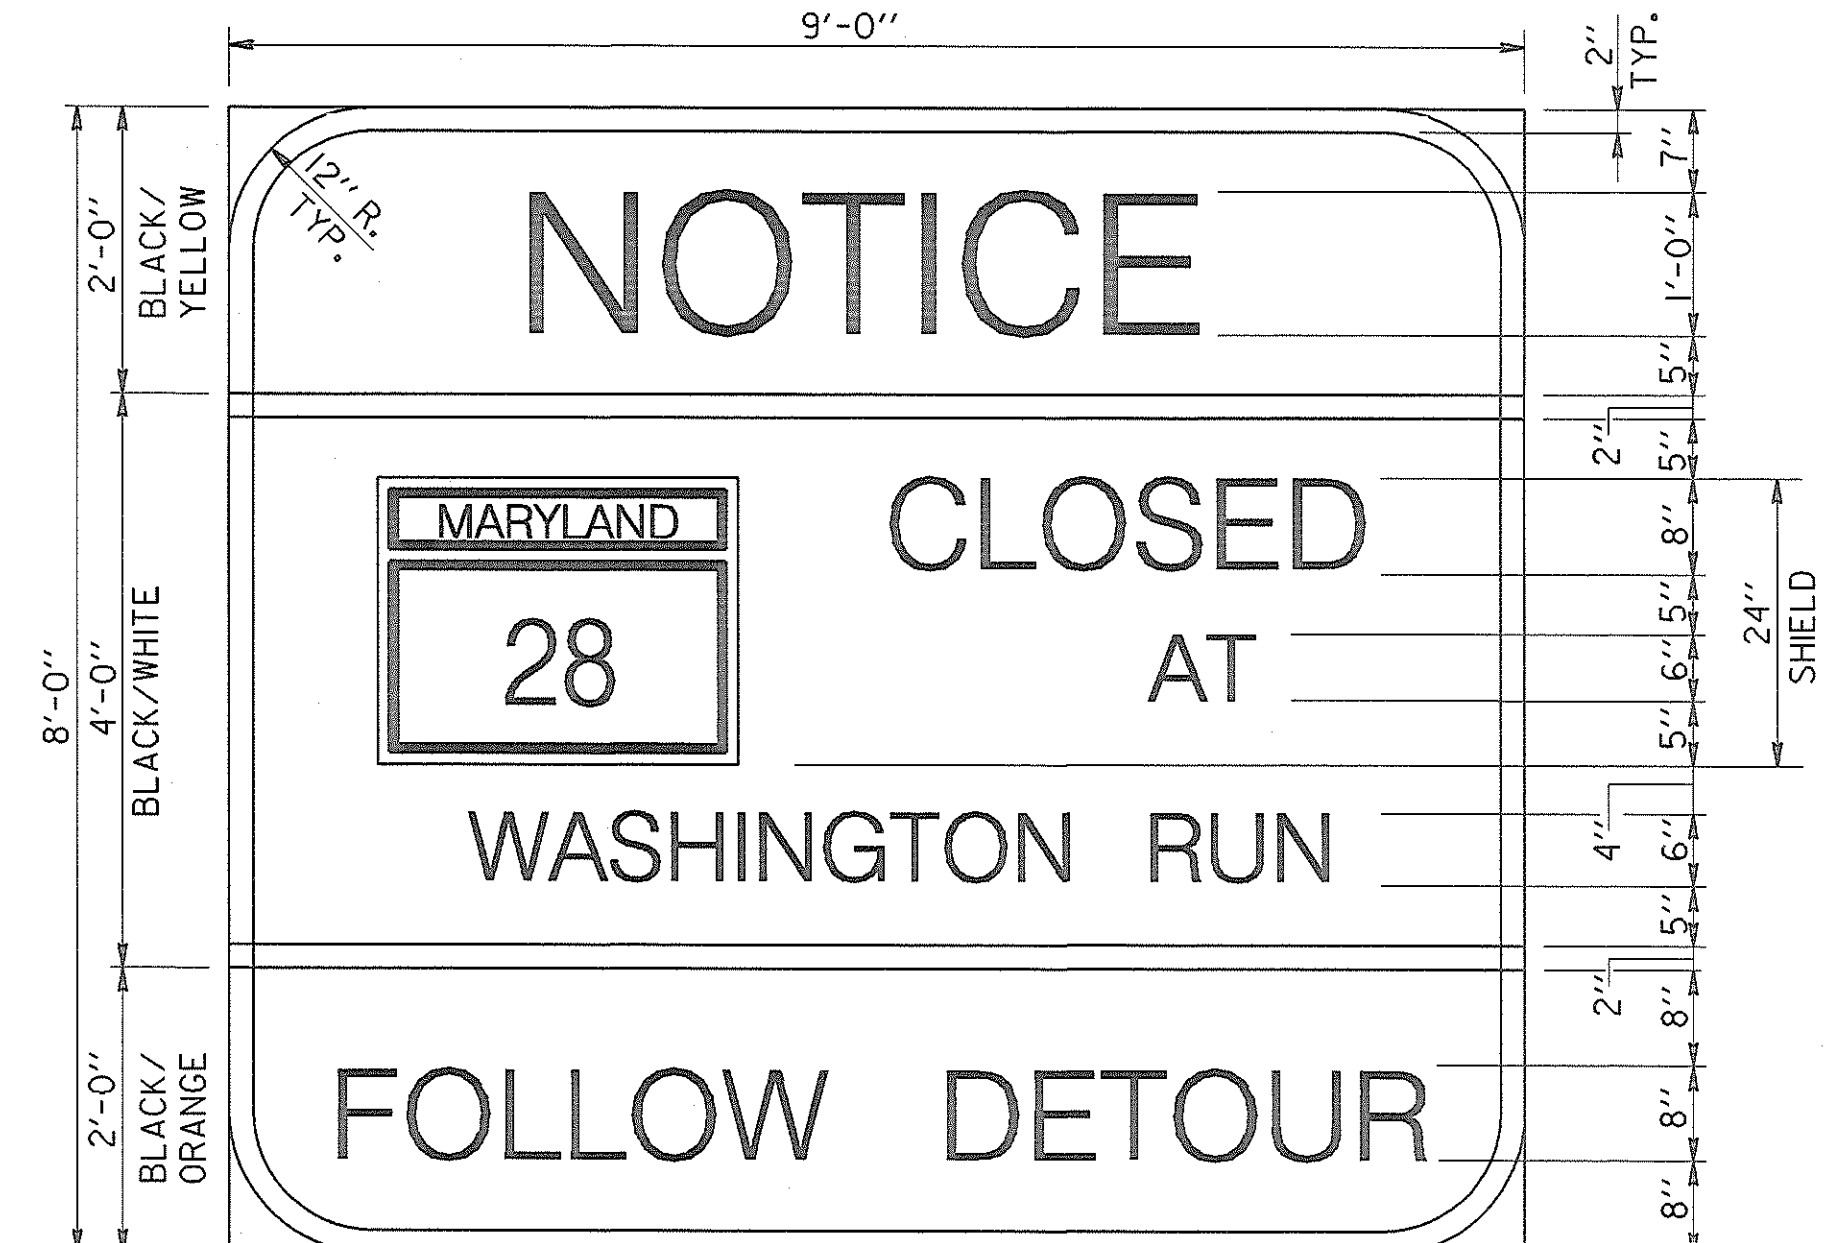 9'-0"
2" TYP.
12" R. TYP.
8'-0"
2'-0"
BLACK/
YELLOW
NOTICE
7"
1'-0"
5"
2"
5"
4'-0"
BLACK/WHITE
MARYLAND
28
CLOSED
AT
WASHINGTON RUN
8"
5"
6"
5"
24"
SHIELD
4"
6"
5"
2"
2'-0"
BLACK/
ORANGE
FOLLOW DETOUR
8"
8"
8"